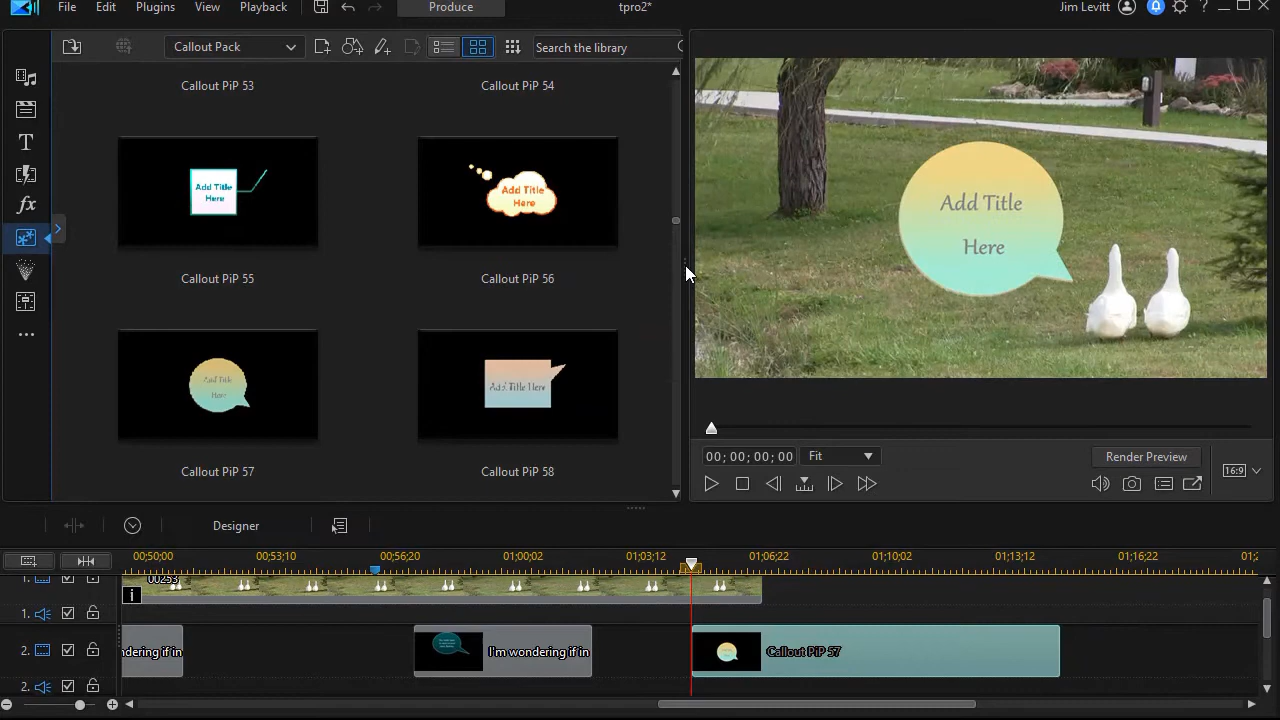 File Edit Plugins View Playback Produce tpro2* Jim Levitt ?
Callout Pack Search the library
Callout PiP 53 Callout PiP 54
Add Title
Here
Add Title
Here
Callout PiP 55 Callout PiP 56
Add Title
Here
Add Title Here
Callout PiP 57 Callout PiP 58
Add Title
Here
00; 00; 00; 00 Fit Render Preview
16:9
Designer
00;50;00 00;53;10 00;56;20 01;00;02 01;03;12 01;06;22 01;10;02 01;13;12 01;16;22 01;2
1. 00253
i
1.
2. ndering if in I'm wondering if in Callout PiP 57
2.